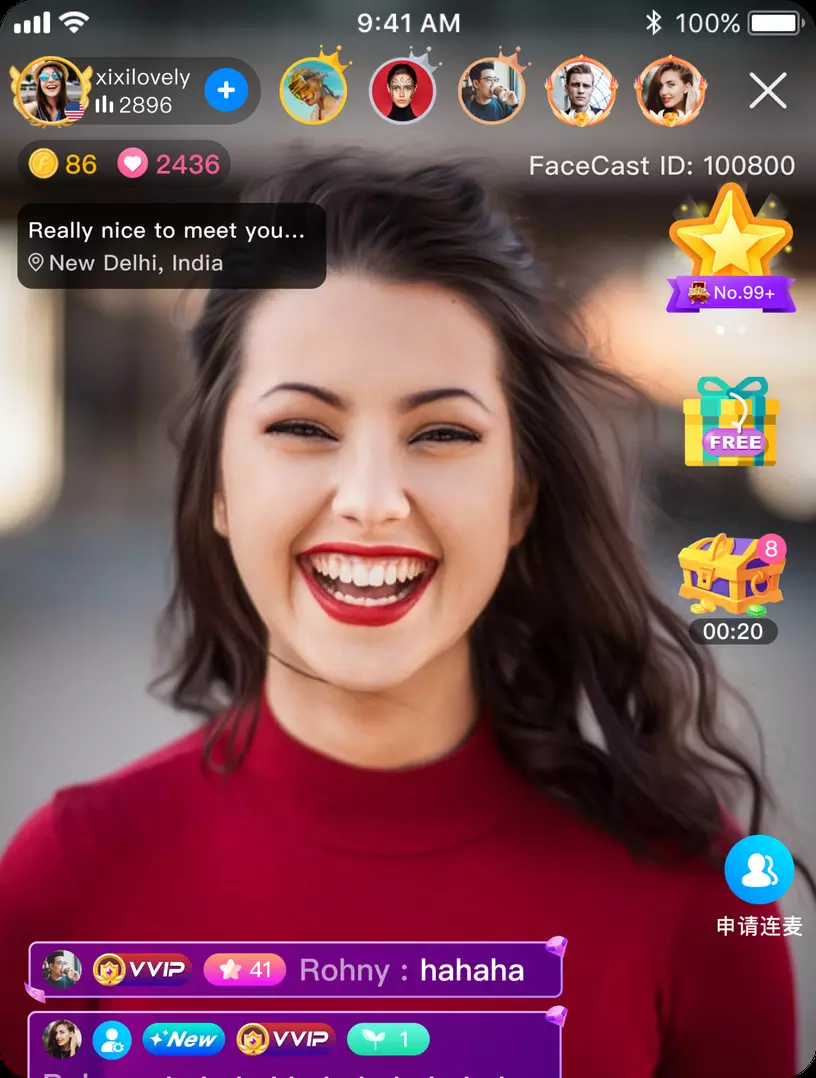 9:41 AM
100%
xixilovely
2896
86
2436
FaceCast ID: 100800
Really nice to meet you...
New Delhi, India
No.99+
FREE
8
00:20
申请连麦
VVIP 41 Rohny : hahaha
New VVIP 1